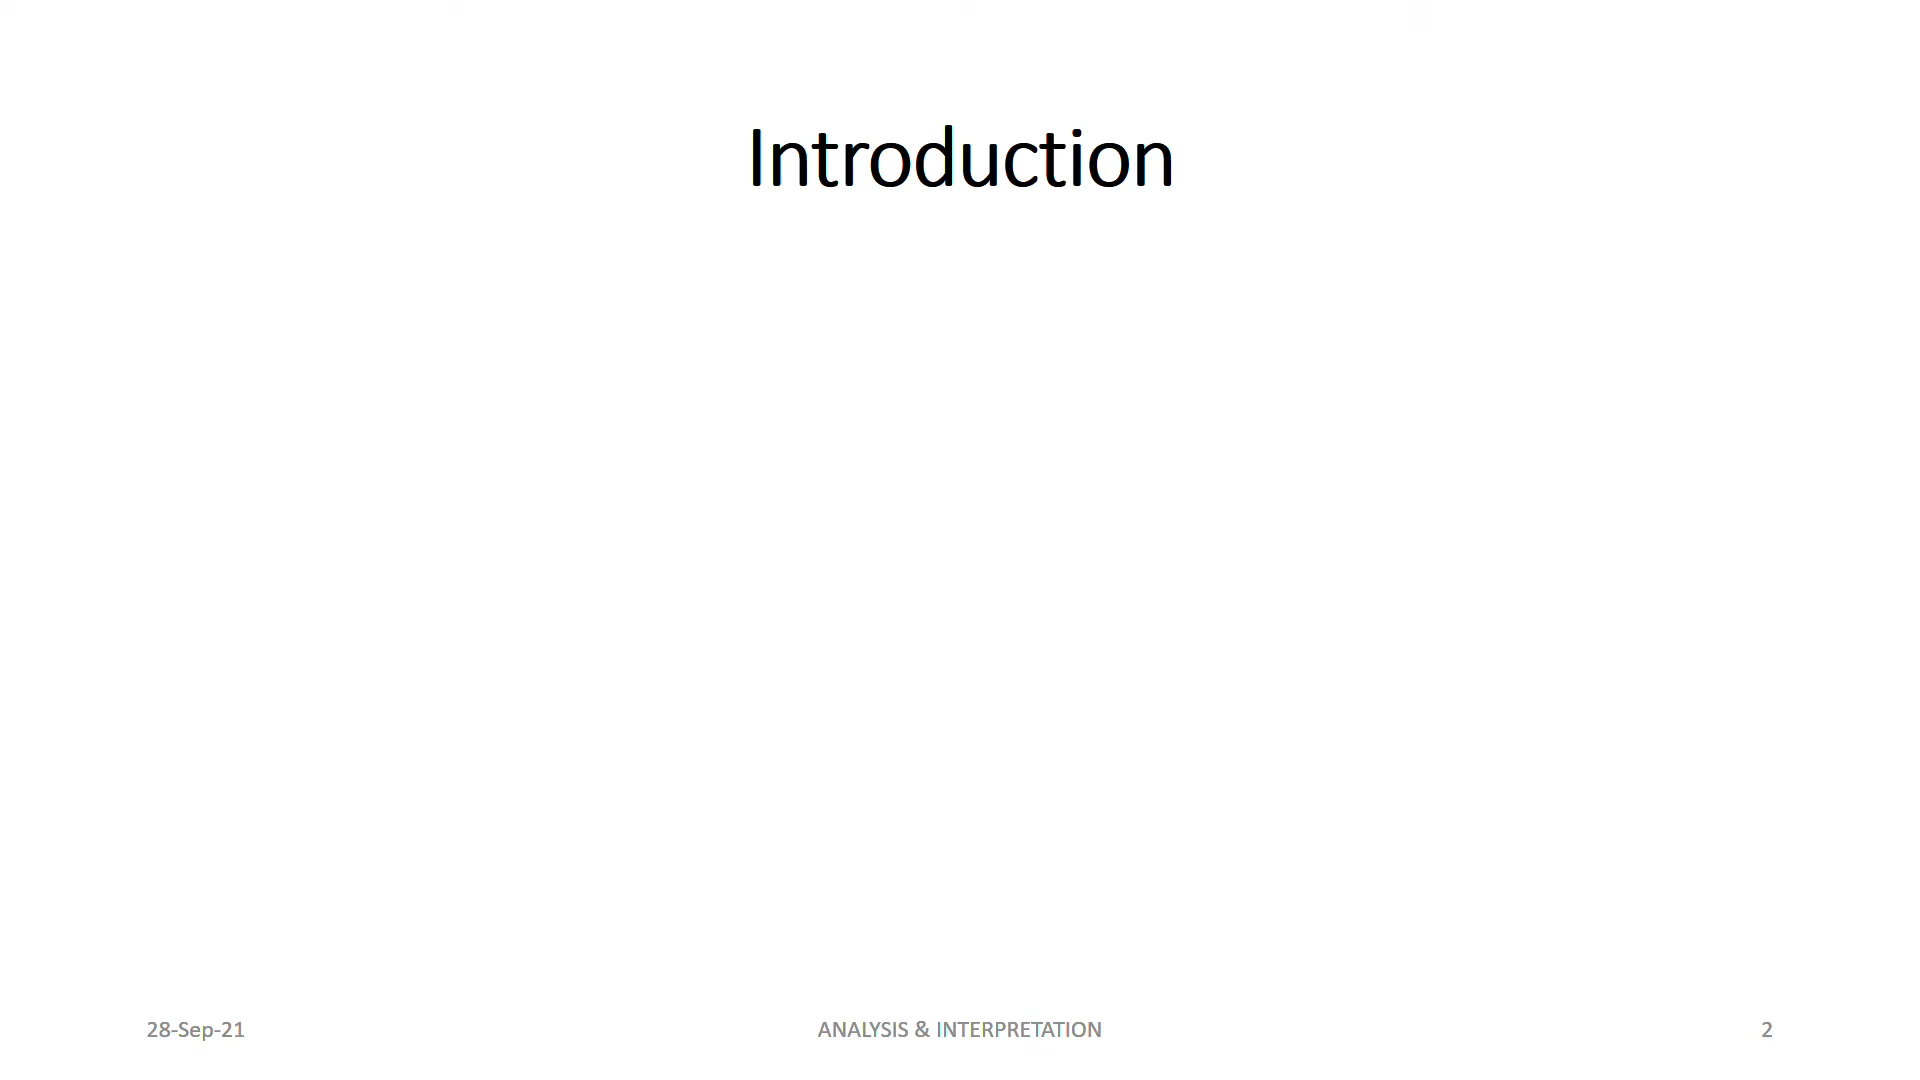 Introduction
28-Sep-21
ANALYSIS & INTERPRETATION
2